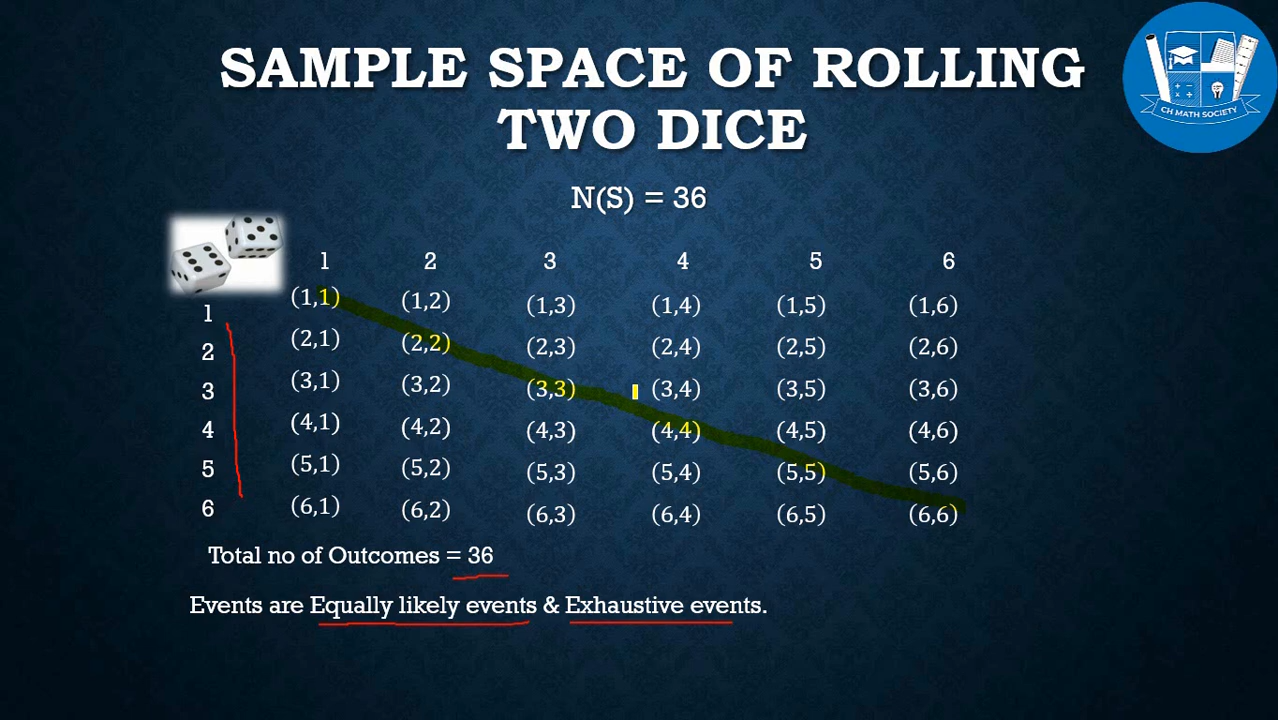 SAMPLE SPACE OF ROLLING
TWO DICE
CH MATH SOCIETY
N(S) = 36
1 2 3 4 5 6
1 (1,1) (1,2) (1,3) (1,4) (1,5) (1,6)
2 (2,1) (2,2) (2,3) (2,4) (2,5) (2,6)
3 (3,1) (3,2) (3,3) (3,4) (3,5) (3,6)
4 (4,1) (4,2) (4,3) (4,4) (4,5) (4,6)
5 (5,1) (5,2) (5,3) (5,4) (5,5) (5,6)
6 (6,1) (6,2) (6,3) (6,4) (6,5) (6,6)
Total no of Outcomes = 36
Events are Equally likely events & Exhaustive events.